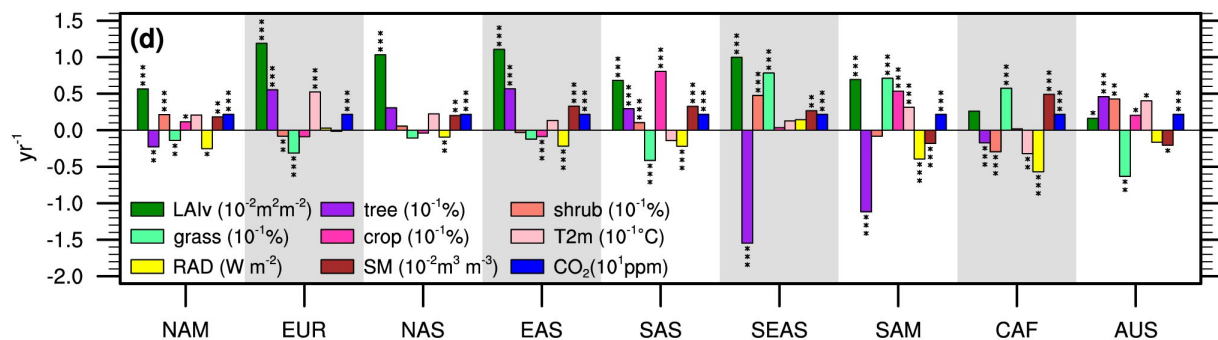 (d)
1.5
1.0
0.5
0.0
-0.5
-1.0
-1.5
-2.0
yr⁻¹
LAIv (10⁻²m²m⁻²) tree (10⁻¹%) shrub (10⁻¹%)
grass (10⁻¹%) crop (10⁻¹%) T2m (10⁻¹°C)
RAD (W m⁻²) SM (10⁻²m³ m⁻³) CO₂(10¹ppm)
NAM EUR NAS EAS SAS SEAS SAM CAF AUS